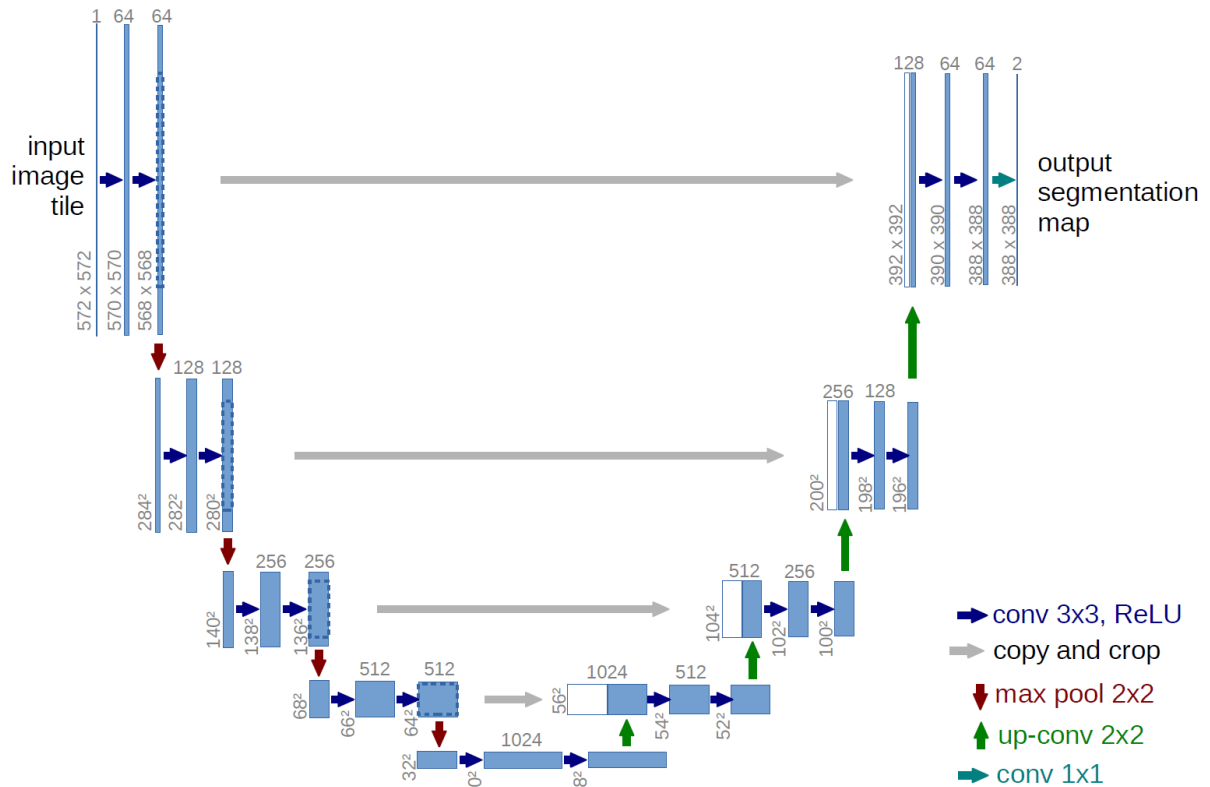 1 64 64
input
image
tile
572 x 572
570 x 570
568 x 568
128 64 64 2
output
segmentation
map
392 x 392
390 x 390
388 x 388
388 x 388
128 128
284²
282²
280²
256 128
200²
198²
196²
256 256
140²
138²
136²
512 256
104²
102²
100²
512 512
68²
66²
64²
1024 512
56²
54²
52²
1024
32²
0²
8²
conv 3x3, ReLU
copy and crop
max pool 2x2
up-conv 2x2
conv 1x1